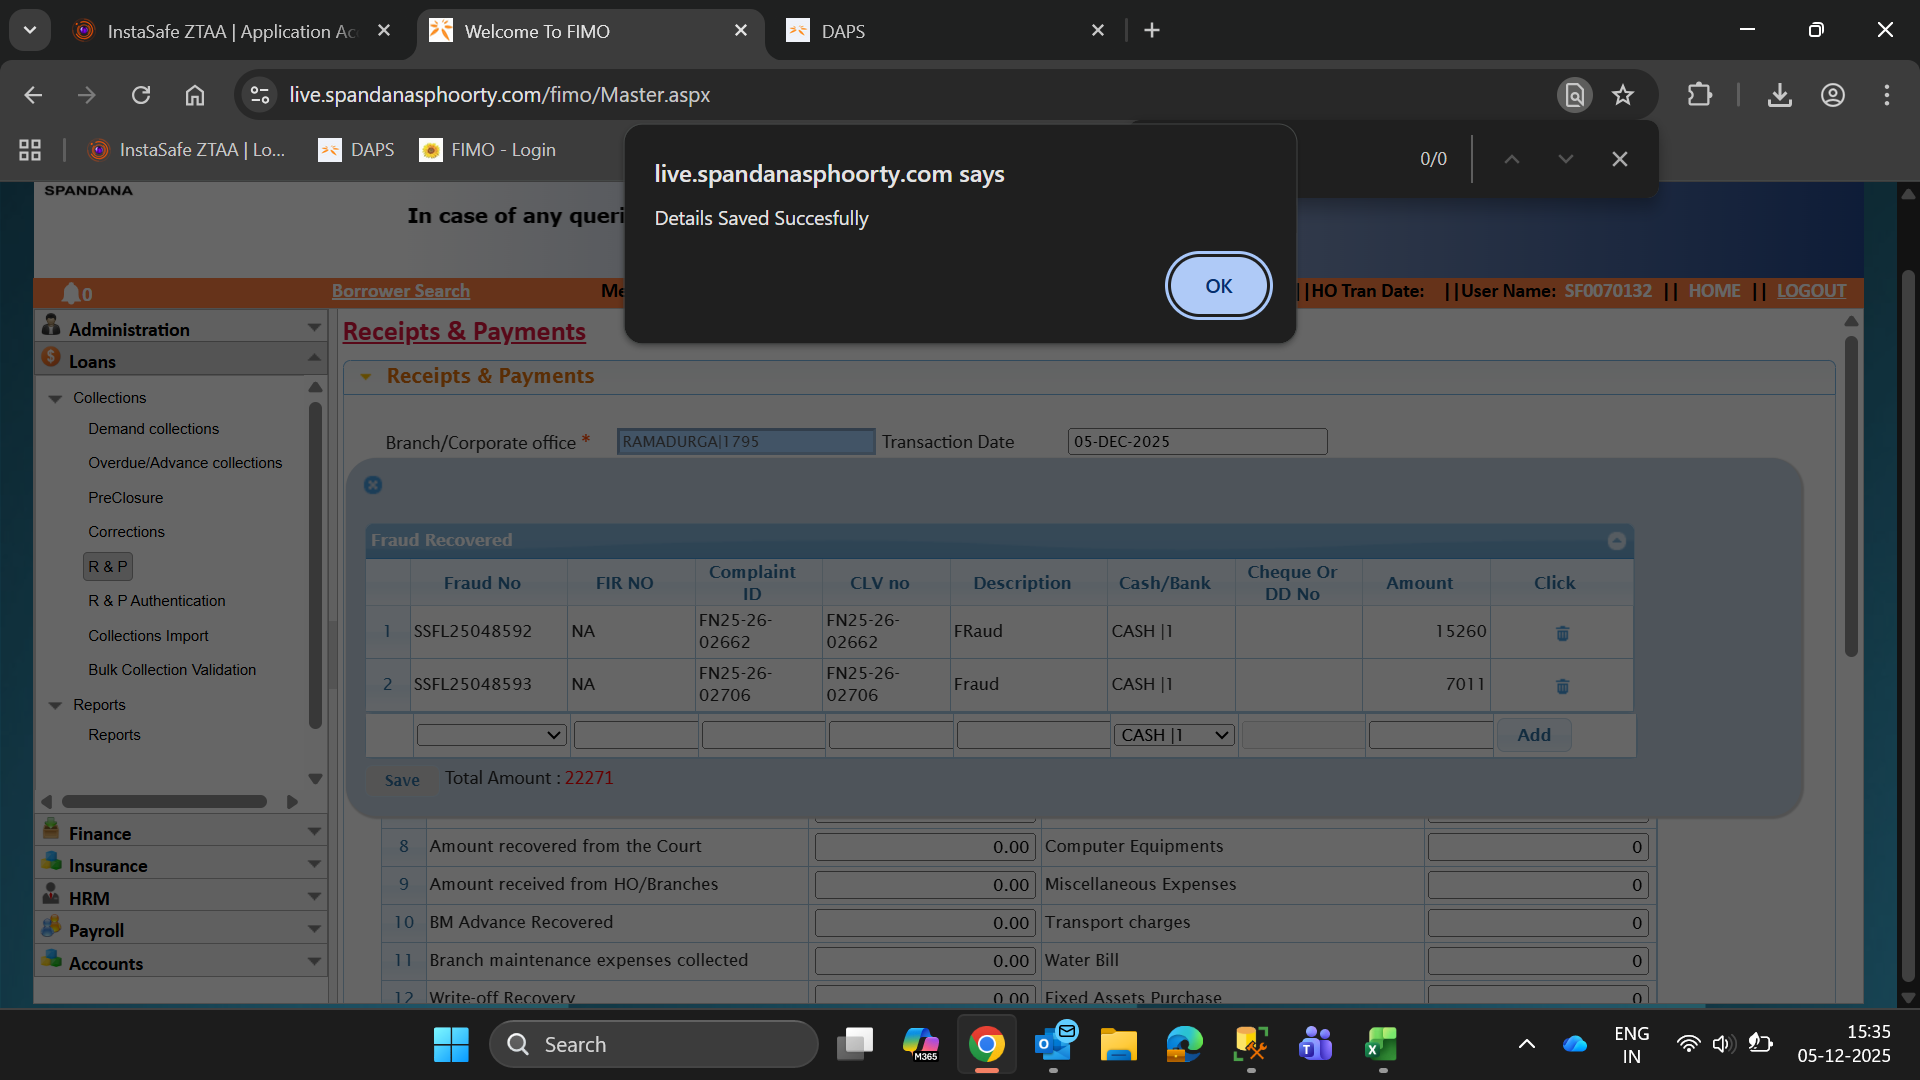 InstaSafe ZTAA | Application Ac
Welcome To FIMO
DAPS
live.spandanasphoorty.com/fimo/Master.aspx
InstaSafe ZTAA | Lo...
DAPS
FIMO - Login
0/0
live.spandanasphoorty.com says
Details Saved Succesfully
OK
SPANDANA
In case of any queri
0
Borrower Search
||HO Tran Date: ||User Name: SF0070132 || HOME || LOGOUT
Administration
Loans
Collections
Demand collections
Overdue/Advance collections
PreClosure
Corrections
R & P
R & P Authentication
Collections Import
Bulk Collection Validation
Reports
Reports
Finance
Insurance
HRM
Payroll
Accounts
Receipts & Payments
Receipts & Payments
Branch/Corporate office * RAMADURGA|1795 Transaction Date 05-DEC-2025
Fraud Recovered
Fraud No FIR NO Complaint ID CLV no Description Cash/Bank Cheque Or DD No Amount Click
1 SSFL25048592 NA FN25-26-02662 FN25-26-02662 FRaud CASH |1 15260
2 SSFL25048593 NA FN25-26-02706 FN25-26-02706 Fraud CASH |1 7011
CASH |1 Add
Save Total Amount : 22271
8 Amount recovered from the Court 0.00 Computer Equipments 0
9 Amount received from HO/Branches 0.00 Miscellaneous Expenses 0
10 BM Advance Recovered 0.00 Transport charges 0
11 Branch maintenance expenses collected 0.00 Water Bill 0
12 Write-off Recovery 0.00 Fixed Assets Purchase 0
Search
M365
ENG
IN
15:35
05-12-2025